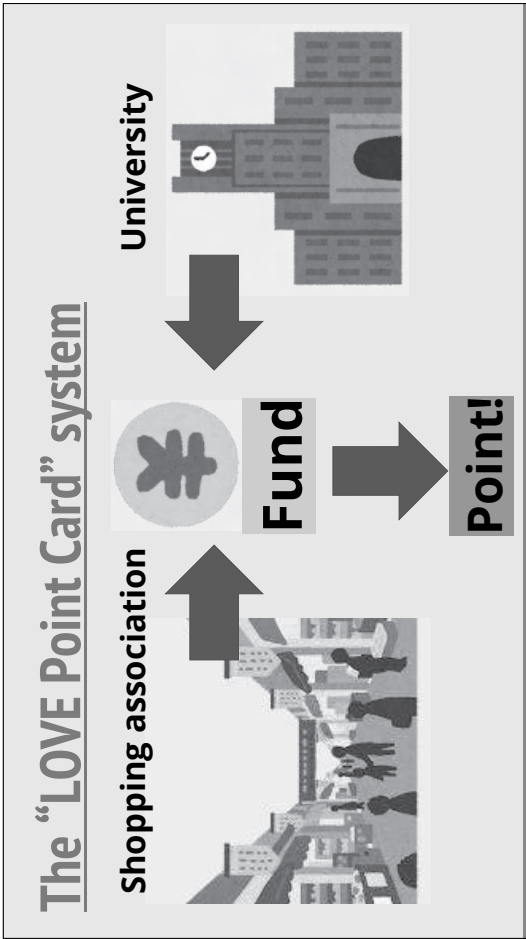 The “LOVE Point Card” system
Shopping association
University
Fund
Point!